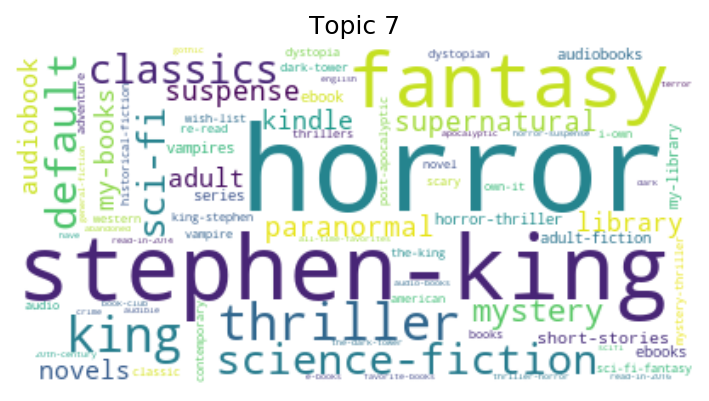 Topic 7
gothic
dystopia
dystopian
audiobooks
classics
dark-tower
english
fantasy
terror
audiobook
default
adventure
suspense
ebook
my-books
historical-fiction
sci-fi
wish-list
re-read
kindle
thrillers
post-apocalyptic
supernatural
apocalyptic
horror-suspense
i-own
horror
general-fiction
vampires
adult
series
novel
scary
own-it
dark
my-library
western
abandoned
king-stephen
paranormal
horror-thriller
library
have
read-in-2014
vampire
all-time-favorites
the-king
adult-fiction
stephen-king
mystery-thriller
audio
book-club
crime
audible
audio-books
american
mystery
king
contemporary
thriller
the-dark-tower
books
short-stories
20th-century
science-fiction
scifi
ebooks
novels
classic
sci-fi-fantasy
e-books
favorite-books
thriller-horror
read-in-2016